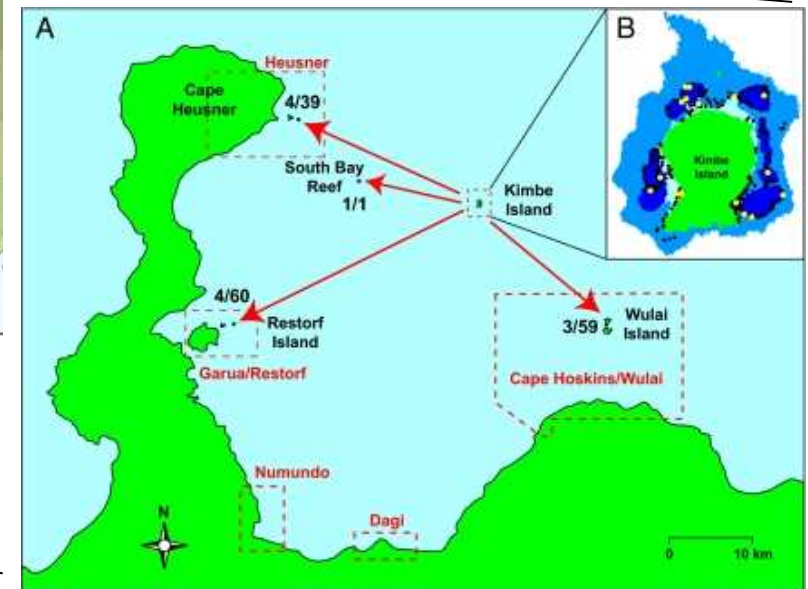 A
Heusner
Cape
Heusner
4/39
South Bay
Reef
1/1
Kimbe
Island
B
Kimbe
Island
4/60
Restorf
Island
Garua/Restorf
3/59
Wulai
Island
Cape Hoskins/Wulai
Numundo
Dagi
N
0 10 km